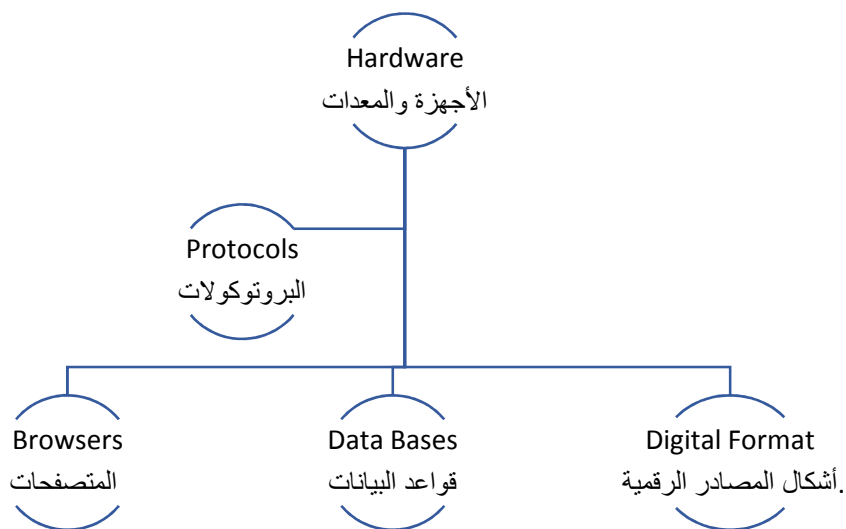 Hardware
الأجهزة والمعدات
Protocols
البروتوكولات
Browsers
المتصفحات
Data Bases
قواعد البيانات
Digital Format
أشكال المصادر الرقمية.